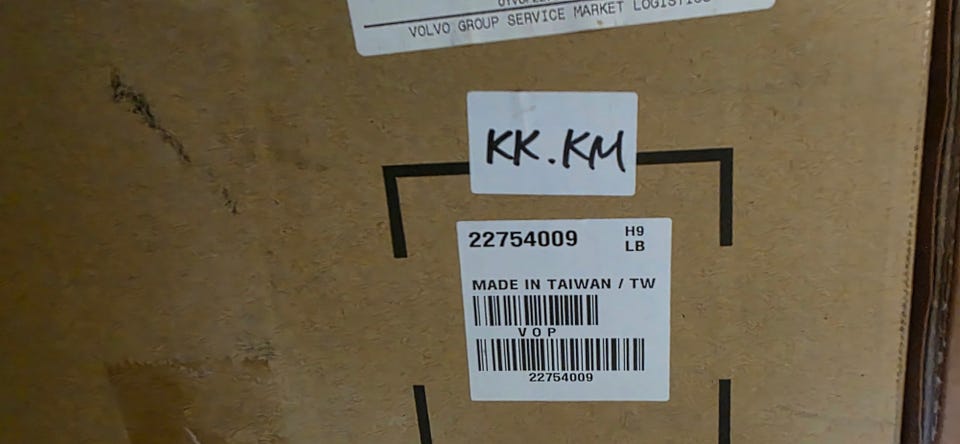 VOLVO GROUP SERVICE MARKET LOGISTICS
KK.KM
22754009
H9
LB
MADE IN TAIWAN / TW
VOP
22754009